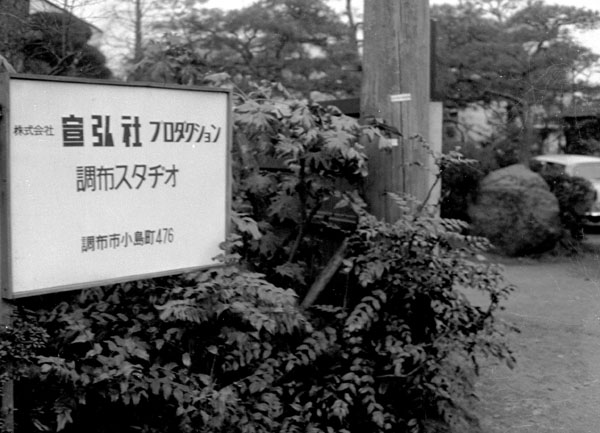 株式会社 宣弘社 プロダクション
調布スタヂオ
調布市小島町476